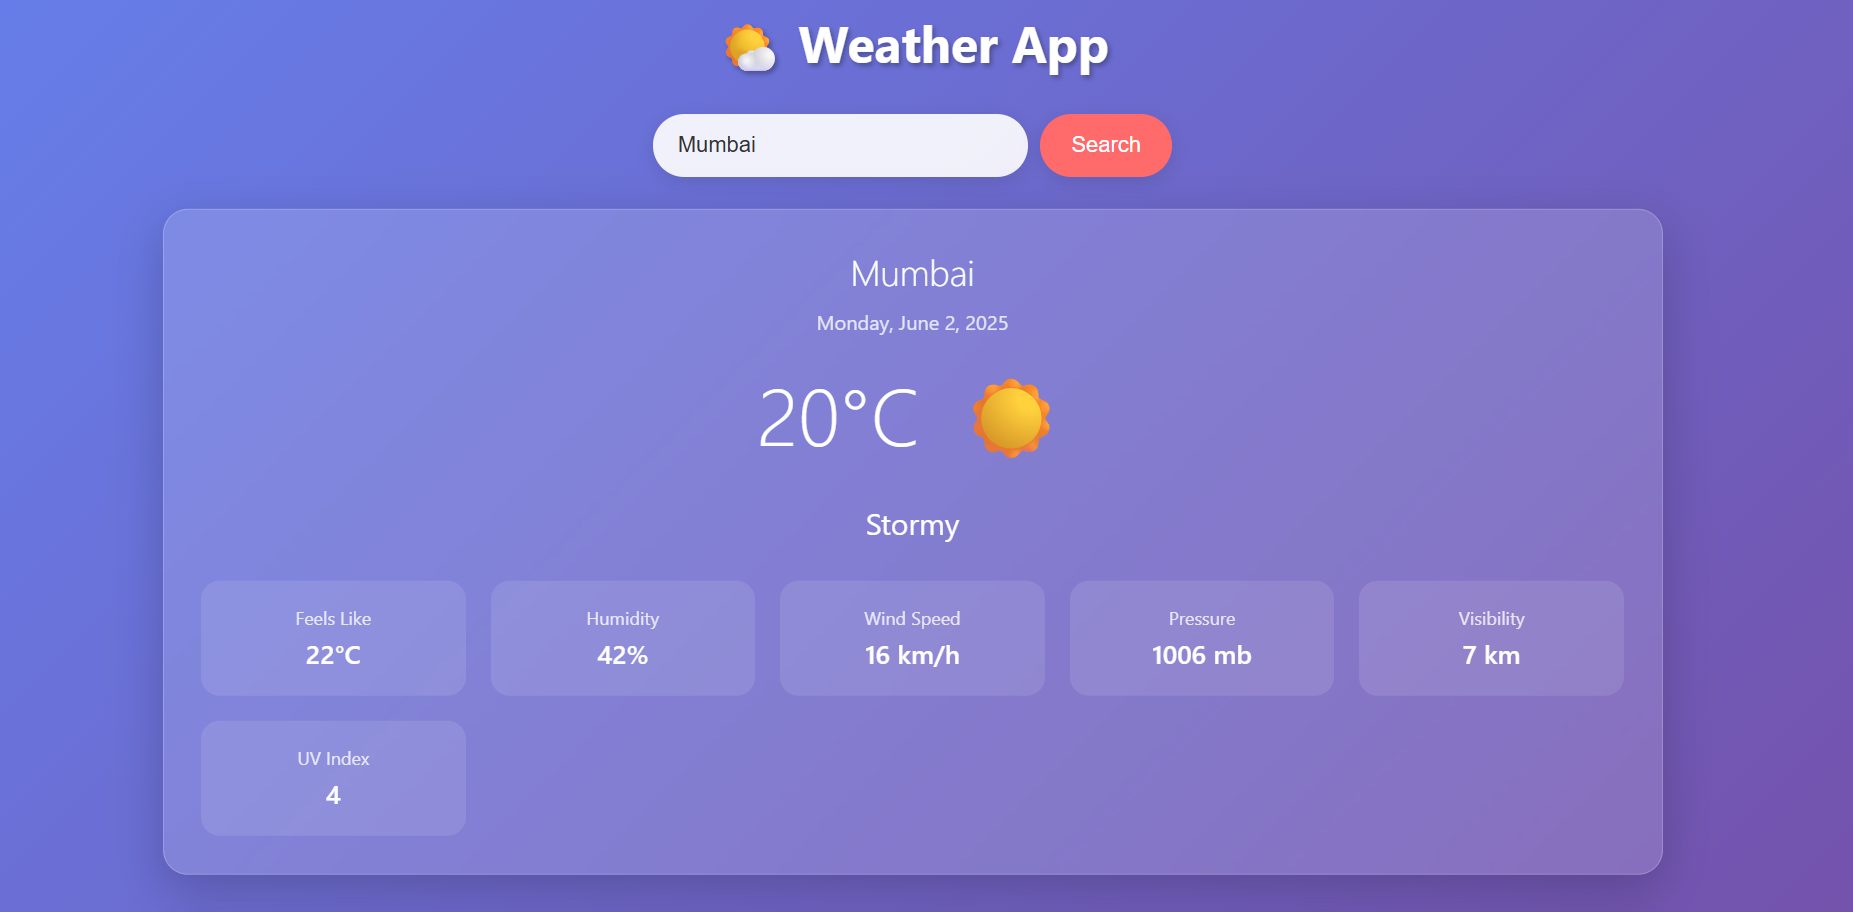 Weather App
Mumbai
Search
Mumbai
Monday, June 2, 2025
20°C
Stormy
Feels Like
22°C
Humidity
42%
Wind Speed
16 km/h
Pressure
1006 mb
Visibility
7 km
UV Index
4